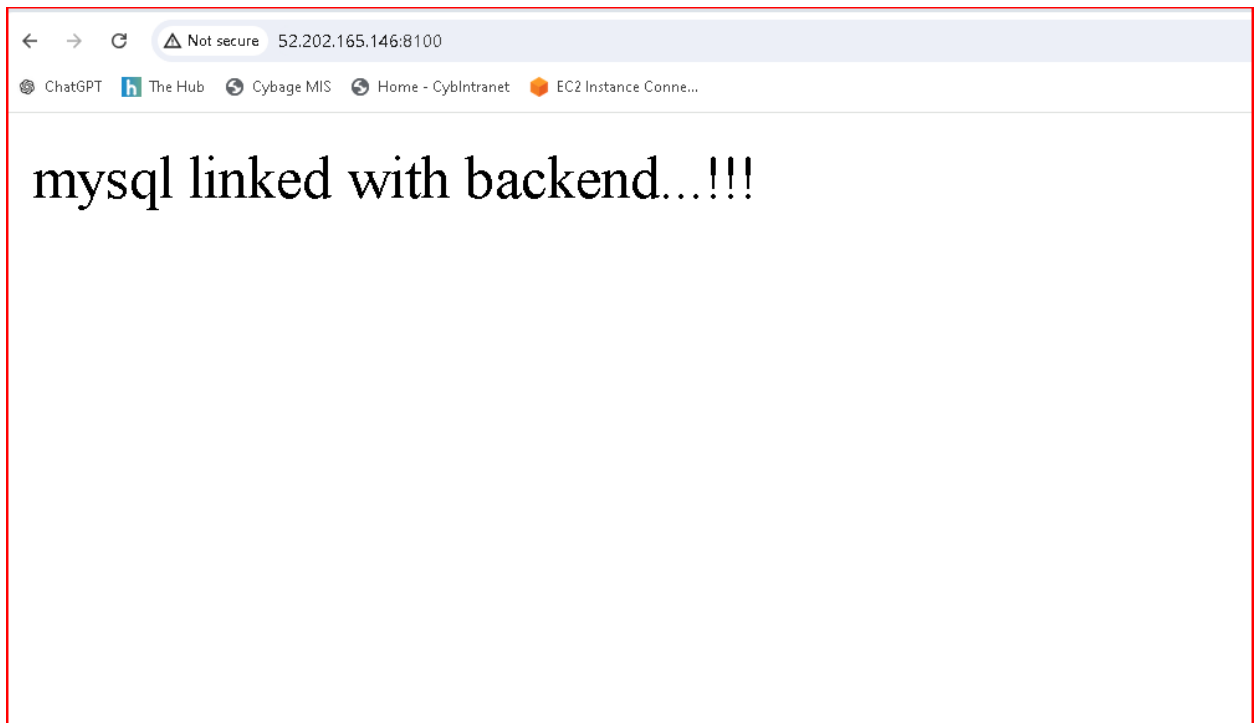 Not secure 52.202.165.146:8100
ChatGPT h The Hub Cybage MIS Home - CybIntranet EC2 Instance Conne...
mysql linked with backend...!!!